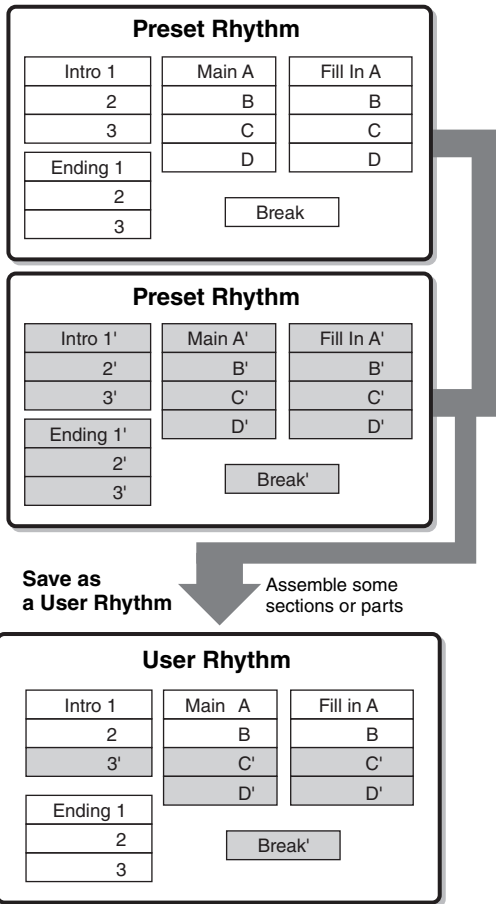 Preset Rhythm
Intro 1
2
3
Ending 1
2
3
Main A
B
C
D
Fill In A
B
C
D
Break
Preset Rhythm
Intro 1'
2'
3'
Ending 1'
2'
3'
Main A'
B'
C'
D'
Fill In A'
B'
C'
D'
Break'
Save as
a User Rhythm
Assemble some
sections or parts
User Rhythm
Intro 1
2
3'
Ending 1
2
3
Main A
B
C'
D'
Fill in A
B
C'
D'
Break'